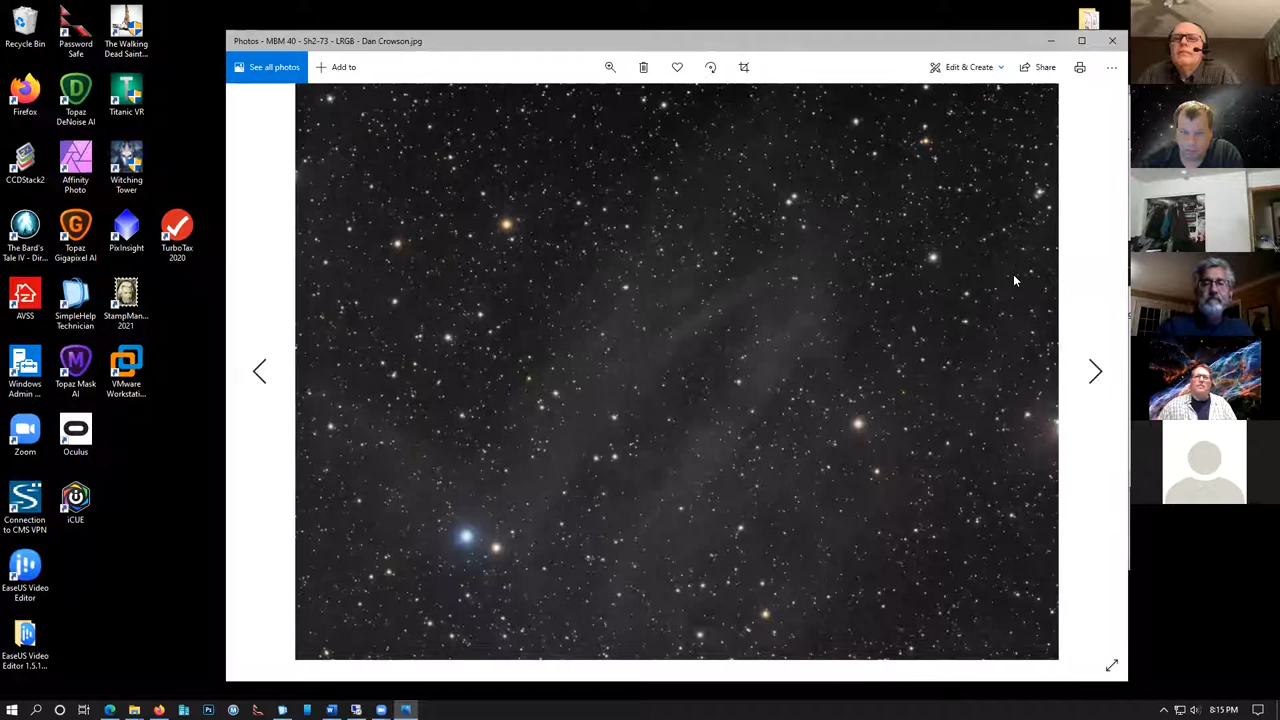 Photos - MBM 40 - Sh2-73 - LRGB - Dan Crowson.jpg
See all photos
Add to
Edit & Create
Share
Recycle Bin
Password Safe
The Walking Dead Saint...
Firefox
Topaz DeNoise AI
Titanic VR
CCDStack2
Affinity Photo
Witching Tower
The Bard's Tale IV - Dir...
Topaz Gigapixel AI
PixInsight
TurboTax 2020
AVSS
SimpleHelp Technician
StampMan... 2021
Windows Admin ...
Topaz Mask AI
VMware Workstati...
Zoom
Oculus
Connection to CMS VPN
iCUE
EaseUS Video Editor
EaseUS Video Editor 1.5.1...
8:15 PM